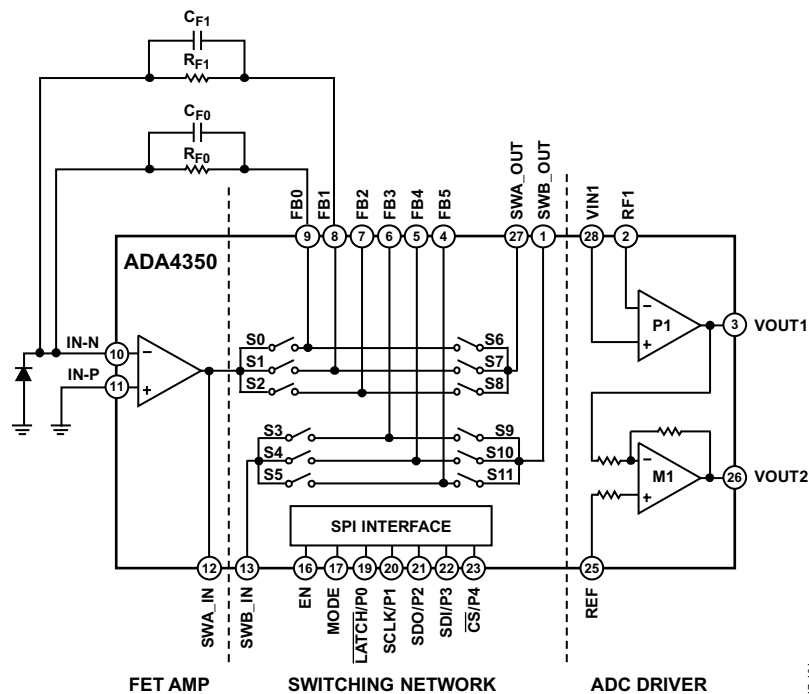 CF1
RF1
CF0
RF0
FB0
FB1
FB2
FB3
FB4
FB5
SWA_OUT
SWB_OUT
VIN1
RF1
9
8
7
6
5
4
27
1
28
2
ADA4350
IN-N
10
−
IN-P
11
+
S0
S1
S2
S6
S7
S8
S3
S4
S5
S9
S10
S11
−
P1
+
3
VOUT1
−
M1
+
26
VOUT2
SPI INTERFACE
12
13
16
17
19
20
21
22
23
25
SWA_IN
SWB_IN
EN
MODE
LATCH/P0
SCLK/P1
SDO/P2
SDI/P3
CS/P4
REF
FET AMP
SWITCHING NETWORK
ADC DRIVER